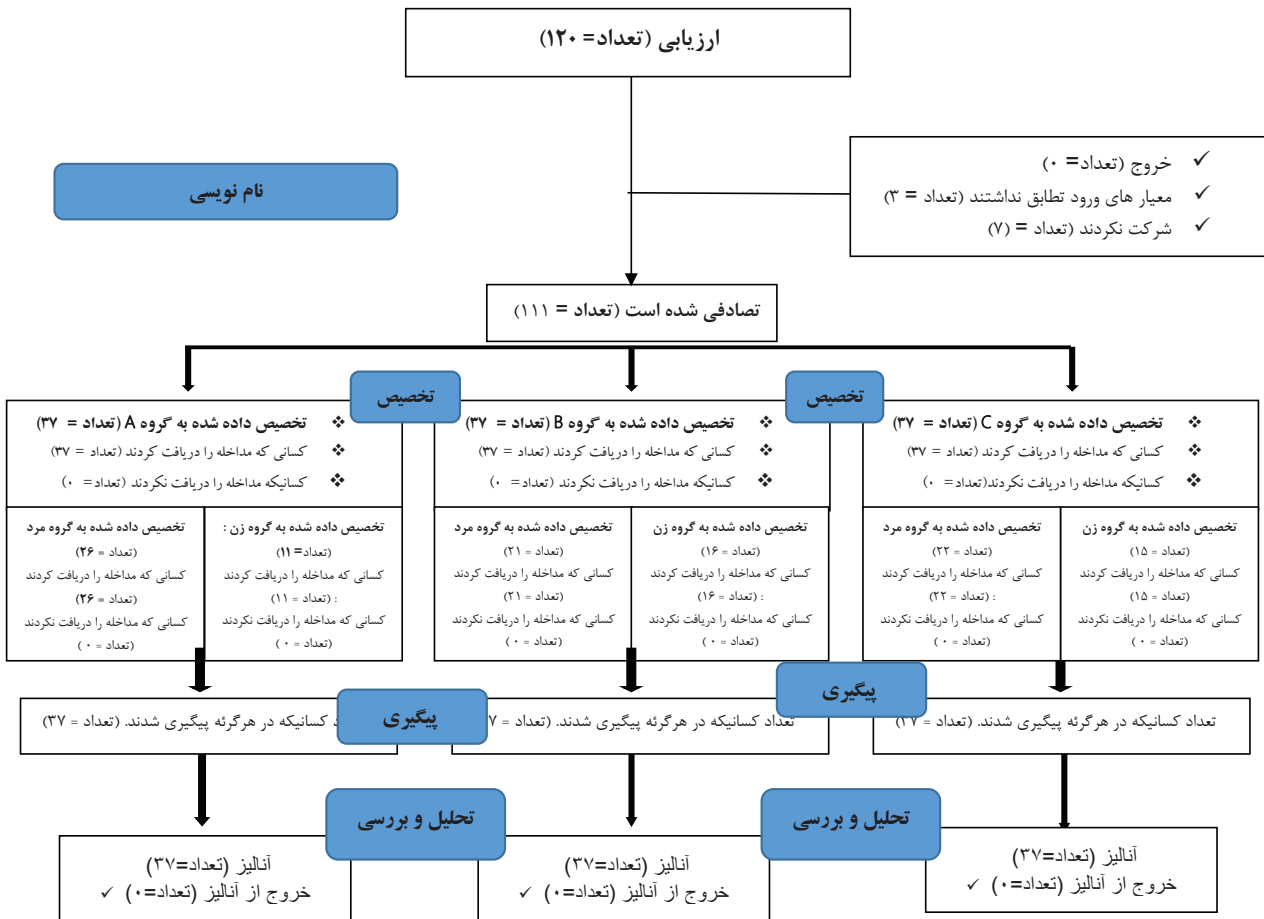 ارزیابی (تعداد= ۱۲۰)
نام نویسی
✓ خروج (تعداد= ۰)
✓ معیار های ورود تطابق نداشتند (تعداد = ۳)
✓ شرکت نکردند (تعداد = (۷)
تصادفی شده است (تعداد = ۱۱۱)
تخصیص
تخصیص
❖ تخصیص داده شده به گروه A (تعداد = ۳۷)
❖ کسانی که مداخله را دریافت کردند (تعداد = ۳۷)
❖ کسانیکه مداخله را دریافت نکردند (تعداد= ۰)
تخصیص داده شده به گروه زن :
(تعداد= ۱۱)
کسانی که مداخله را دریافت کردند
: (تعداد = ۱۱)
کسانی که مداخله را دریافت نکردند
(تعداد = ۰)
تخصیص داده شده به گروه مرد
(تعداد = ۲۶)
کسانی که مداخله را دریافت کردند
(تعداد = ۲۶)
کسانی که مداخله را دریافت نکردند
(تعداد = ۰)
❖ تخصیص داده شده به گروه B (تعداد = ۳۷)
❖ کسانی که مداخله را دریافت کردند (تعداد = ۳۷)
❖ کسانیکه مداخله را دریافت نکردند (تعداد= ۰)
تخصیص داده شده به گروه زن
(تعداد = ۱۶)
کسانی که مداخله را دریافت کردند
: (تعداد = ۱۶)
کسانی که مداخله را دریافت نکردند
(تعداد = ۰)
تخصیص داده شده به گروه مرد
(تعداد = ۲۱)
کسانی که مداخله را دریافت کردند
(تعداد = ۲۱)
کسانی که مداخله را دریافت نکردند
(تعداد = ۰)
❖ تخصیص داده شده به گروه C (تعداد = ۳۷)
❖ کسانی که مداخله را دریافت کردند (تعداد = ۳۷)
❖ کسانیکه مداخله را دریافت نکردند(تعداد= ۰)
تخصیص داده شده به گروه زن
(تعداد = ۱۵)
کسانی که مداخله را دریافت کردند
(تعداد = ۱۵)
کسانی که مداخله را دریافت نکردند
(تعداد = ۰)
تخصیص داده شده به گروه مرد
(تعداد = ۲۲)
کسانی که مداخله را دریافت کردند
: (تعداد = ۲۲)
کسانی که مداخله را دریافت نکردند
(تعداد = ۰)
پیگیری
پیگیری
کسانیکه در هرگرئه پیگیری شدند. (تعداد = ۳۷)
تعداد کسانیکه در هرگرئه پیگیری شدند. (تعداد =
تعداد کسانیکه در هرگرئه پیگیری شدند. (تعداد = ۳۷)
تحلیل و بررسی
تحلیل و بررسی
آنالیز (تعداد=۳۷)
خروج از آنالیز (تعداد=۰) ✓
آنالیز (تعداد=۳۷)
خروج از آنالیز (تعداد=۰) ✓
آنالیز (تعداد=۳۷)
خروج از آنالیز (تعداد=۰) ✓